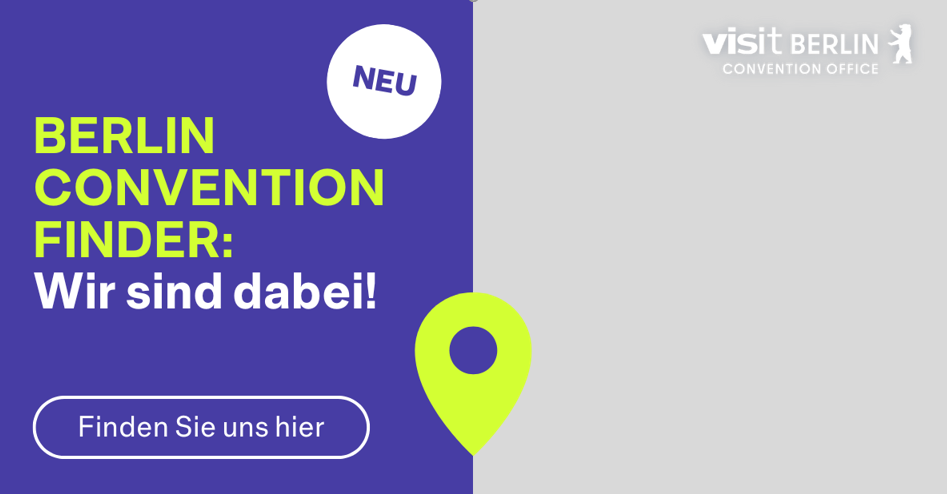 NEU
BERLIN
CONVENTION
FINDER:
Wir sind dabei!
Finden Sie uns hier
visit BERLIN
CONVENTION OFFICE